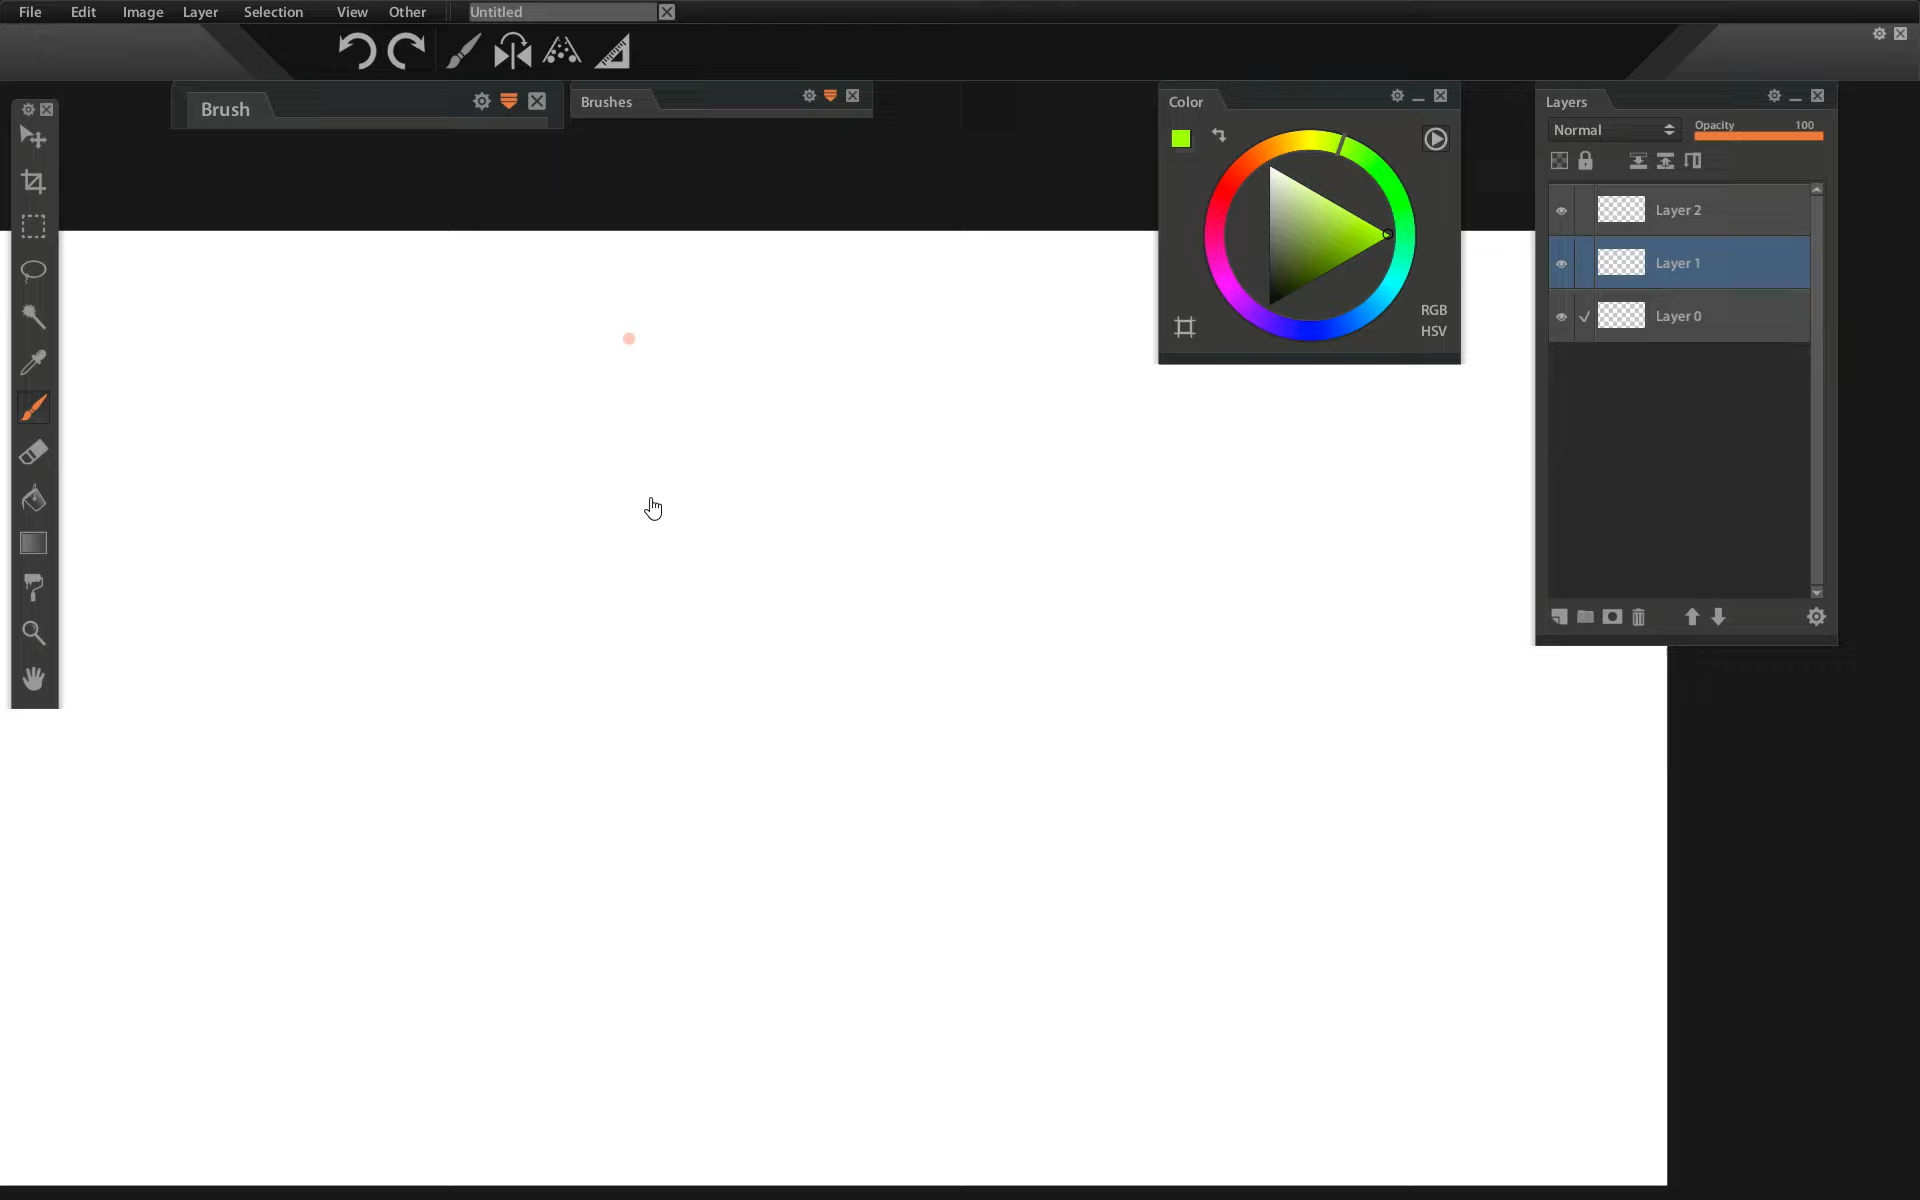 File Edit Image Layer Selection View Other Untitled
Brush
Brushes
Color
RGB
HSV
Layers
Normal
Opacity 100
Layer 2
Layer 1
Layer 0